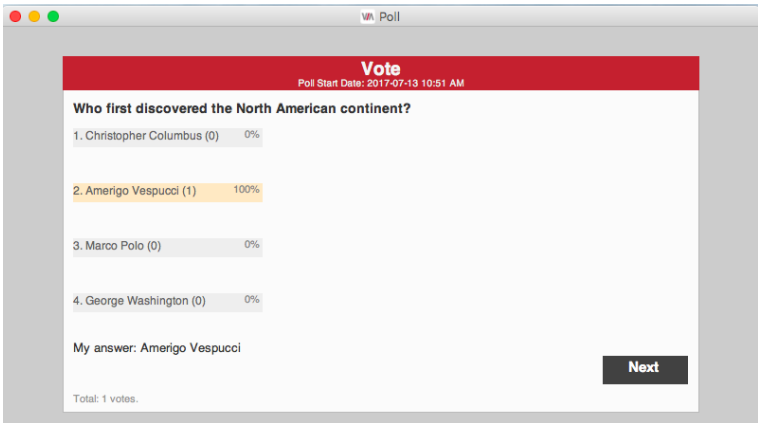 VIA Poll
Vote
Poll Start Date: 2017-07-13 10:51 AM
Who first discovered the North American continent?
1. Christopher Columbus (0) 0%
2. Amerigo Vespucci (1) 100%
3. Marco Polo (0) 0%
4. George Washington (0) 0%
My answer: Amerigo Vespucci
Next
Total: 1 votes.